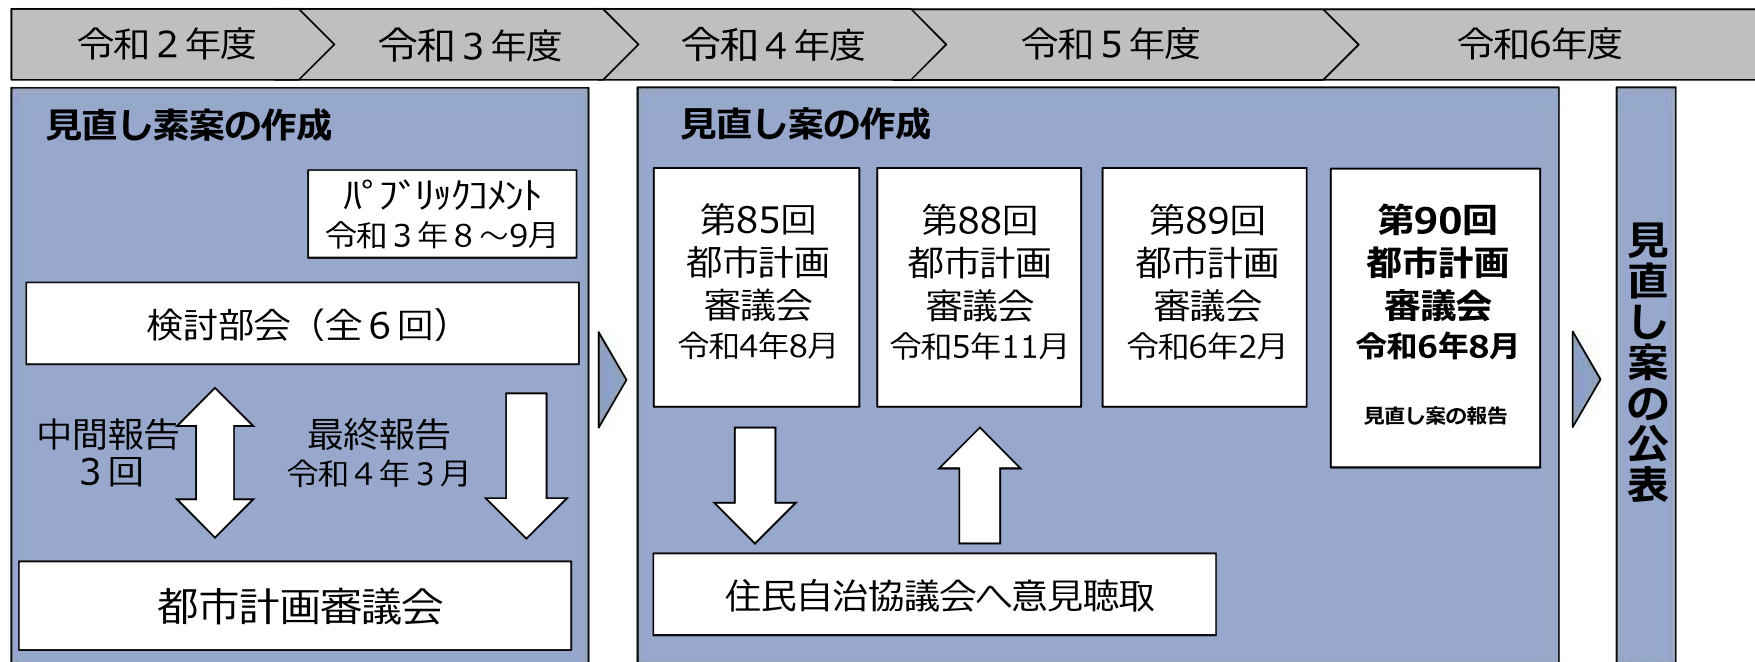 令和２年度
令和３年度
令和４年度
令和５年度
令和6年度
見直し素案の作成
ﾊﾟﾌﾞﾘｯｸｺﾒﾝﾄ
令和３年８～9月
検討部会（全６回）
中間報告
３回
最終報告
令和４年３月
都市計画審議会
見直し案の作成
第85回
都市計画
審議会
令和4年8月
第88回
都市計画
審議会
令和5年11月
第89回
都市計画
審議会
令和6年2月
第90回
都市計画
審議会
令和6年8月
見直し案の報告
住民自治協議会へ意見聴取
見直し案の公表